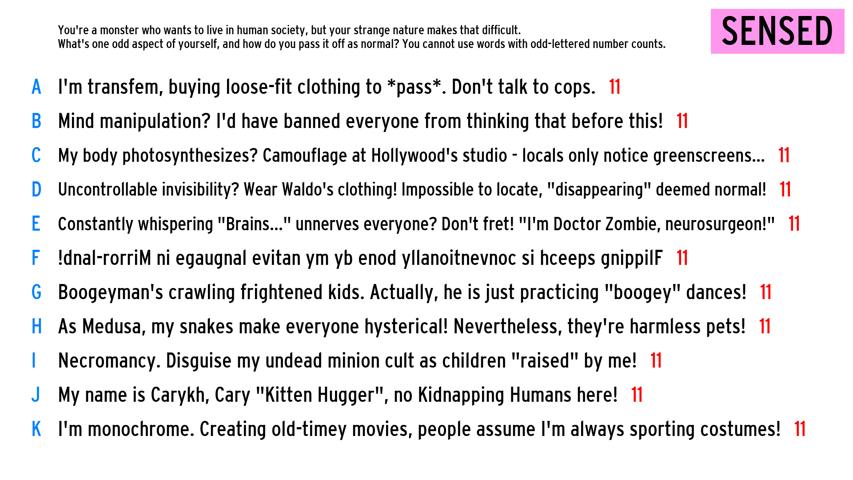 You're a monster who wants to live in human society, but your strange nature makes that difficult.
What's one odd aspect of yourself, and how do you pass it off as normal? You cannot use words with odd-lettered number counts.
SENSED
A I'm transfem, buying loose-fit clothing to *pass*. Don't talk to cops. 11
B Mind manipulation? I'd have banned everyone from thinking that before this! 11
C My body photosynthesizes? Camouflage at Hollywood's studio - locals only notice greenscreens... 11
D Uncontrollable invisibility? Wear Waldo's clothing! Impossible to locate, "disappearing" deemed normal! 11
E Constantly whispering "Brains..." unnerves everyone? Don't fret! "I'm Doctor Zombie, neurosurgeon!" 11
F !dnal-rorriM ni egaugnal evitan ym yb enod yllanoitnevnoc si hceeps gnippilF 11
G Boogeyman's crawling frightened kids. Actually, he is just practicing "boogey" dances! 11
H As Medusa, my snakes make everyone hysterical! Nevertheless, they're harmless pets! 11
I Necromancy. Disguise my undead minion cult as children "raised" by me! 11
J My name is Carykh, Cary "Kitten Hugger", no Kidnapping Humans here! 11
K I'm monochrome. Creating old-timey movies, people assume I'm always sporting costumes! 11